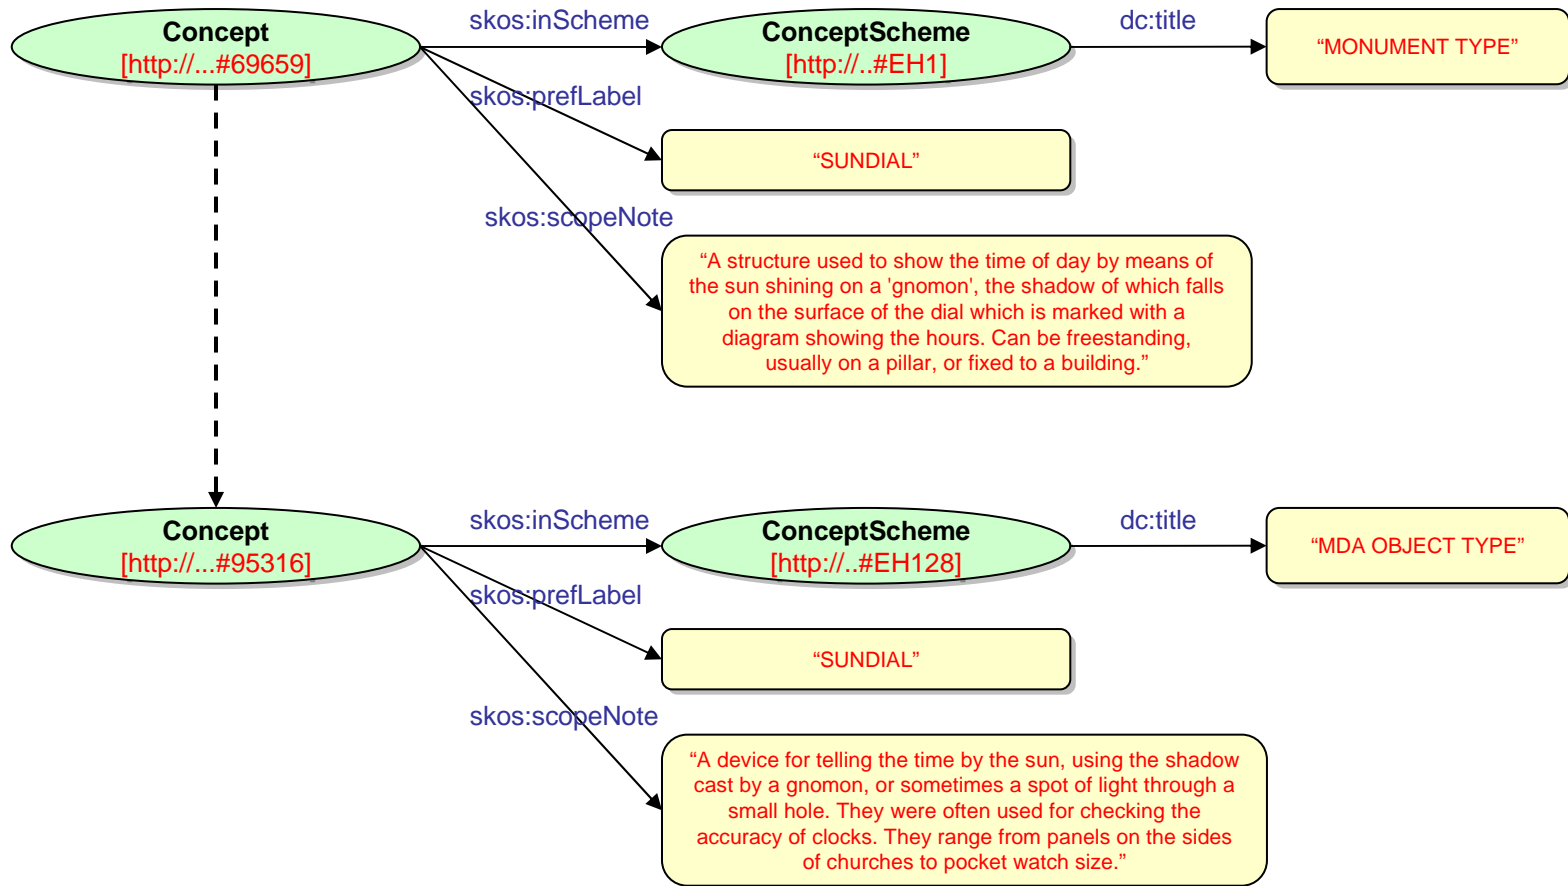 Concept
[http://...#69659]
skos:inScheme
ConceptScheme
[http://..#EH1]
dc:title
“MONUMENT TYPE”
skos:prefLabel
“SUNDIAL”
skos:scopeNote
“A structure used to show the time of day by means of
the sun shining on a 'gnomon', the shadow of which falls
on the surface of the dial which is marked with a
diagram showing the hours. Can be freestanding,
usually on a pillar, or fixed to a building.”
Concept
[http://...#95316]
skos:inScheme
ConceptScheme
[http://..#EH128]
dc:title
“MDA OBJECT TYPE”
skos:prefLabel
“SUNDIAL”
skos:scopeNote
“A device for telling the time by the sun, using the shadow
cast by a gnomon, or sometimes a spot of light through a
small hole. They were often used for checking the
accuracy of clocks. They range from panels on the sides
of churches to pocket watch size.”